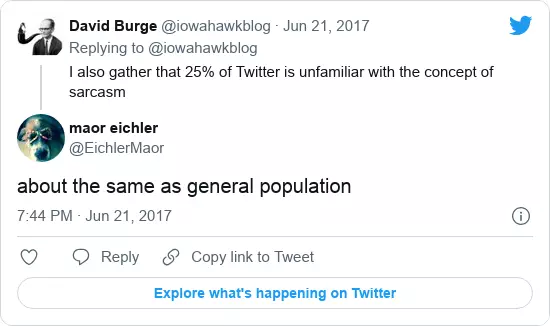 David Burge @iowahawkblog · Jun 21, 2017
Replying to @iowahawkblog
I also gather that 25% of Twitter is unfamiliar with the concept of
sarcasm
maor eichler
@EichlerMaor
about the same as general population
7:44 PM · Jun 21, 2017
Reply
Copy link to Tweet
Explore what's happening on Twitter